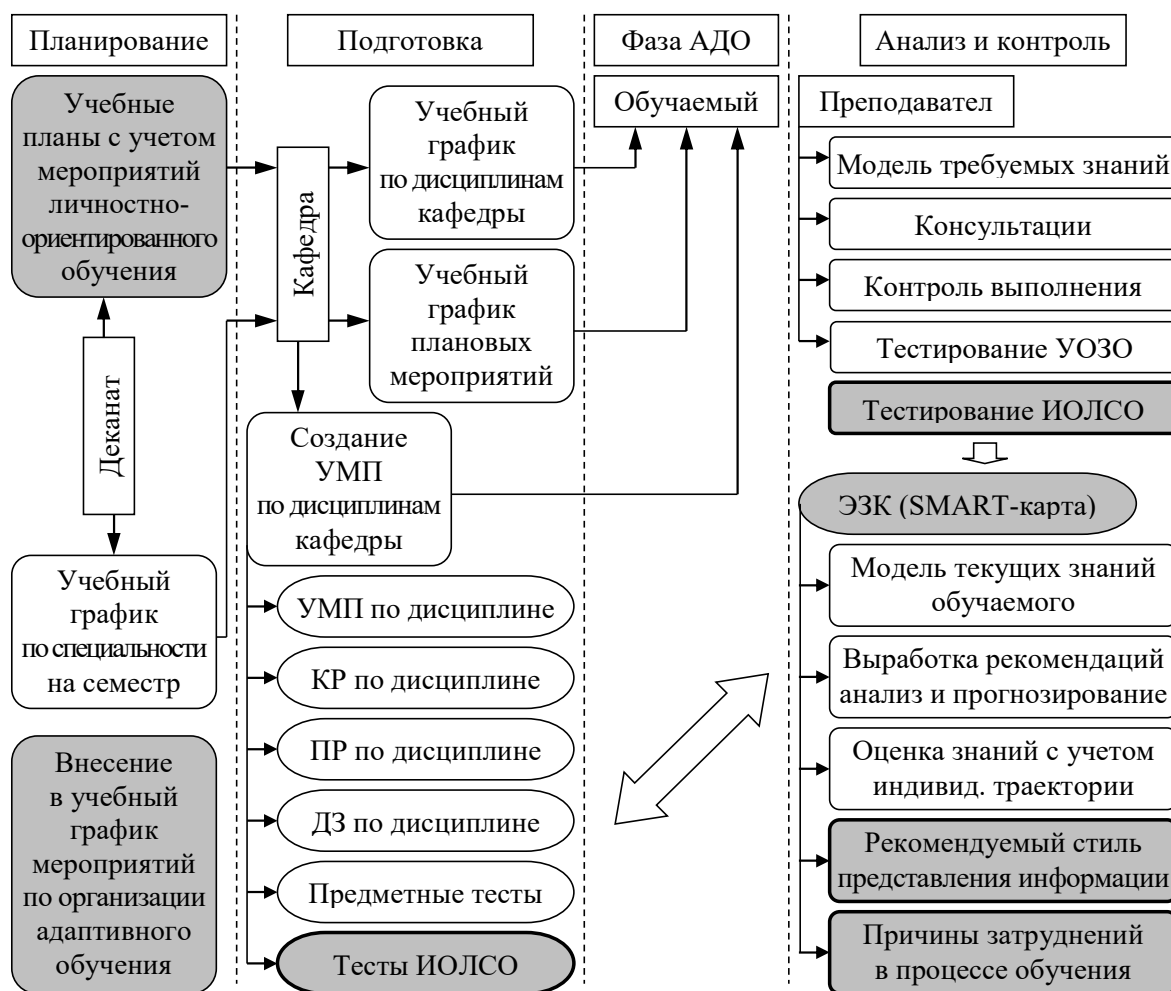 Планирование
Подготовка
Фаза АДО
Анализ и контроль
Учебные
планы с учетом
мероприятий
личностно-
ориентированного
обучения
Деканат
Учебный
график
по специальности
на семестр
Внесение
в учебный
график
мероприятий
по организации
адаптивного
обучения
Кафедра
Учебный
график
по дисциплинам
кафедры
Учебный
график
плановых
мероприятий
Создание
УМП
по дисциплинам
кафедры
УМП по дисциплине
КР по дисциплине
ПР по дисциплине
ДЗ по дисциплине
Предметные тесты
Тесты ИОЛСО
Обучаемый
Преподавател
Модель требуемых знаний
Консультации
Контроль выполнения
Тестирование УОЗО
Тестирование ИОЛСО
ЭЗК (SMART-карта)
Модель текущих знаний
обучаемого
Выработка рекомендаций
анализ и прогнозирование
Оценка знаний с учетом
индивид. траектории
Рекомендуемый стиль
представления информации
Причины затруднений
в процессе обучения